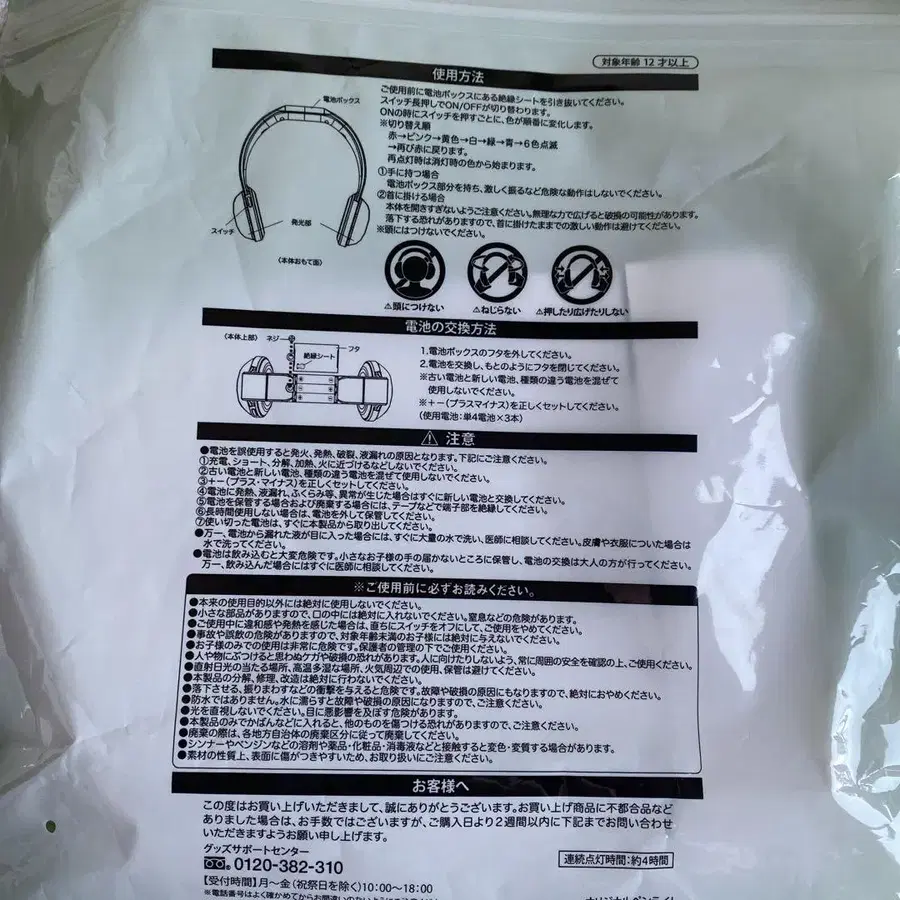 対象年齢 12 才以上
使用方法
ご使用前に電池ボックスにある絶縁シートを引き抜いてください。
スイッチ長押しでON/OFFが切り替わります。
ONの時にスイッチを押すごとに、色が順番に変化します。
※切り替え順
赤→ピンク→黄色→白→緑→青→6色点滅
→再び赤に戻ります。
再点灯時は消灯時の色から始まります。
①手に持つ場合
電池ボックス部分を持ち、激しく振るなど危険な動作はしないでください。
②首に掛ける場合
本体を開きすぎないようご注意ください。無理な力で広げると破損の可能性があります。
落下する恐れがありますので、首に掛けたままでの激しい動作は避けてください。
※頭にはつけないでください。
電池ボックス
スイッチ
発光部
〈本体おもて面〉
⚠頭につけない
⚠ねじらない
⚠押したり広げたりしない
電池の交換方法
〈本体上部〉
ネジ
フタ
絶縁シート
1.電池ボックスのフタを外してください。
2.電池を交換し、もとのようにフタを閉じてください。
※古い電池と新しい電池、種類の違う電池を混ぜて
使用しないでください。
※＋－(プラスマイナス)を正しくセットしてください。
(使用電池：単4電池×3本)
⚠ 注意
●電池を誤使用すると発火、発熱、破裂、液漏れの原因となります。下記にご注意ください。
①充電、ショート、分解、加熱、火に近づけるなどしないでください。
②古い電池と新しい電池、種類の違う電池を混ぜて使用しないでください。
③＋－(プラス・マイナス)を正しくセットしてください。
④電池に発熱、液漏れ、ふくらみ等、異常が生じた場合はすぐに新しい電池と交換してください。
⑤電池を保管する場合および廃棄する場合には、テープなどで端子部を絶縁してください。
⑥長時間使用しない場合は、電池を外して保管してください。
⑦使い切った電池は、すぐに本製品から取り出してください。
●万一、電池から漏れた液が目に入った場合には、すぐに大量の水で洗い、医師に相談してください。皮膚や衣服についた場合は
水で洗ってください。
●電池は飲み込むと大変危険です。小さなお子様の手の届かないところに保管し、電池の交換は大人の方が行ってください。
万一、飲み込んだ場合にはすぐに医師に相談してください。
※ご使用前に必ずお読みください。
●本来の使用目的以外には絶対に使用しないでください。
●小さな部品がありますので、口の中には絶対に入れないでください。窒息などの危険があります。
●ご使用中に違和感や発熱を感じた場合は、直ちにスイッチをオフにして、ご使用をやめてください。
●事故や誤飲の危険がありますので、対象年齢未満のお子様には絶対に与えないでください。
●お子様のみでの使用は非常に危険です。保護者の管理の下でご使用ください。
●人や物にぶつけると思わぬケガや破損の恐れがあります。人に向けたりしないよう、常に周囲の安全を確認の上、ご使用ください。
●直射日光の当たる場所、高温多湿な場所、火気周辺での使用、保管は避けてください。
●本製品の分解、修理、改造は絶対に行わないでください。
●落下させる、振りまわすなどの衝撃を与えると危険です。故障や破損の原因にもなりますので、絶対におやめください。
●防水ではありません。水に濡らすと故障や破損の原因になりますので、ご注意ください。
●光を直視しないでください。目に悪影響を及ぼす危険があります。
●本製品のみでかばんなどに入れると、他のものを傷つける恐れがありますので、ご注意ください。
●廃棄の際は、各地方自治体の廃棄区分に従って廃棄してください。
●シンナーやベンジンなどの溶剤や薬品・化粧品・消毒液などと接触すると変色・変質する場合があります。
●素材の性質上、表面に傷がつきやすいため、お取り扱いにご注意ください。
お客様へ
この度はお買い上げいただきまして、誠にありがとうございます。お買い上げ商品に不都合品など
ありました場合は、お手数ではございますが、ご購入日より2週間以内に下記までお問い合わせ
いただきますようお願い申し上げます。
グッズサポートセンター
0120-382-310
連続点灯時間：約4時間
【受付時間】月〜金（祝祭日を除く）10:00〜18:00
※電話番号はよく確かめてからお間違いのないようにご注意ください
オリジナルペンライト